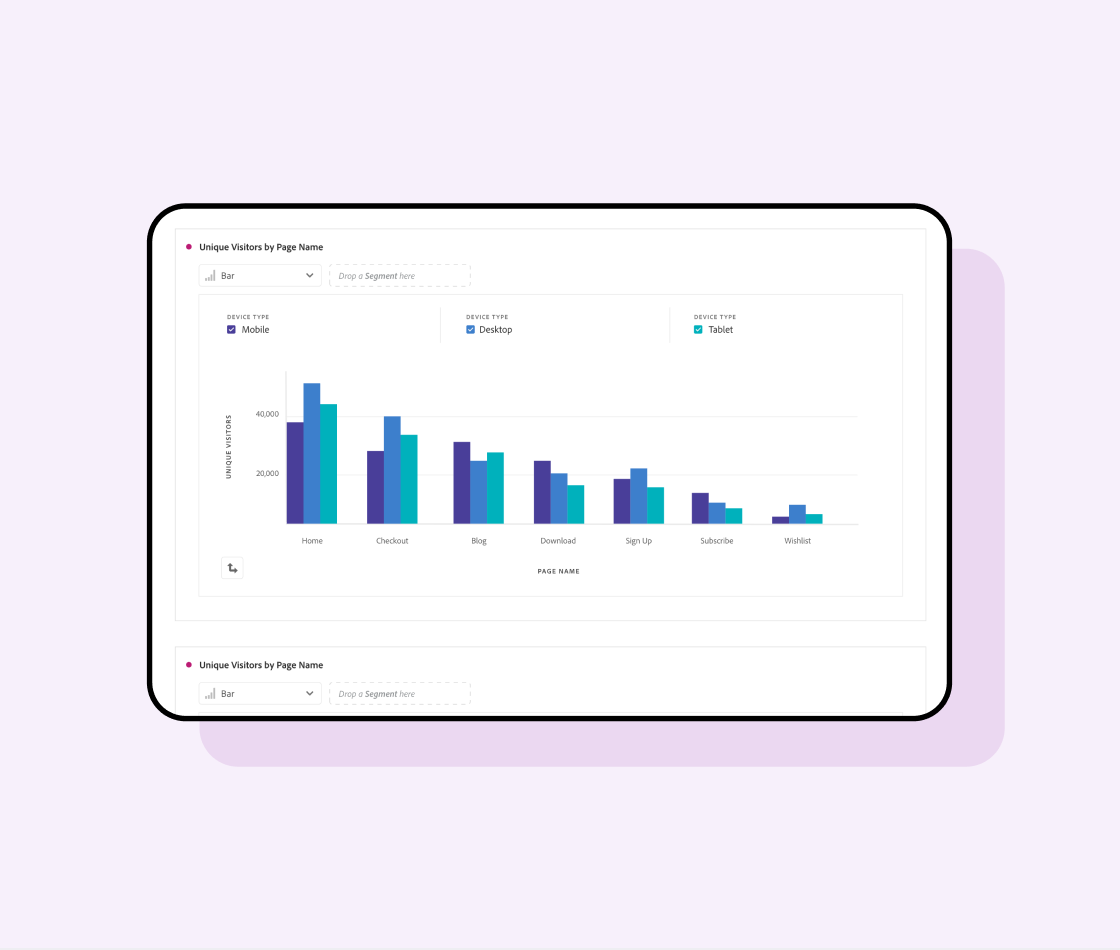 Unique Visitors by Page Name
Bar
Drop a Segment here
DEVICE TYPE
Mobile
DEVICE TYPE
Desktop
DEVICE TYPE
Tablet
UNIQUE VISITORS
40,000
20,000
Home
Checkout
Blog
Download
Sign Up
Subscribe
Wishlist
PAGE NAME
Unique Visitors by Page Name
Bar
Drop a Segment here